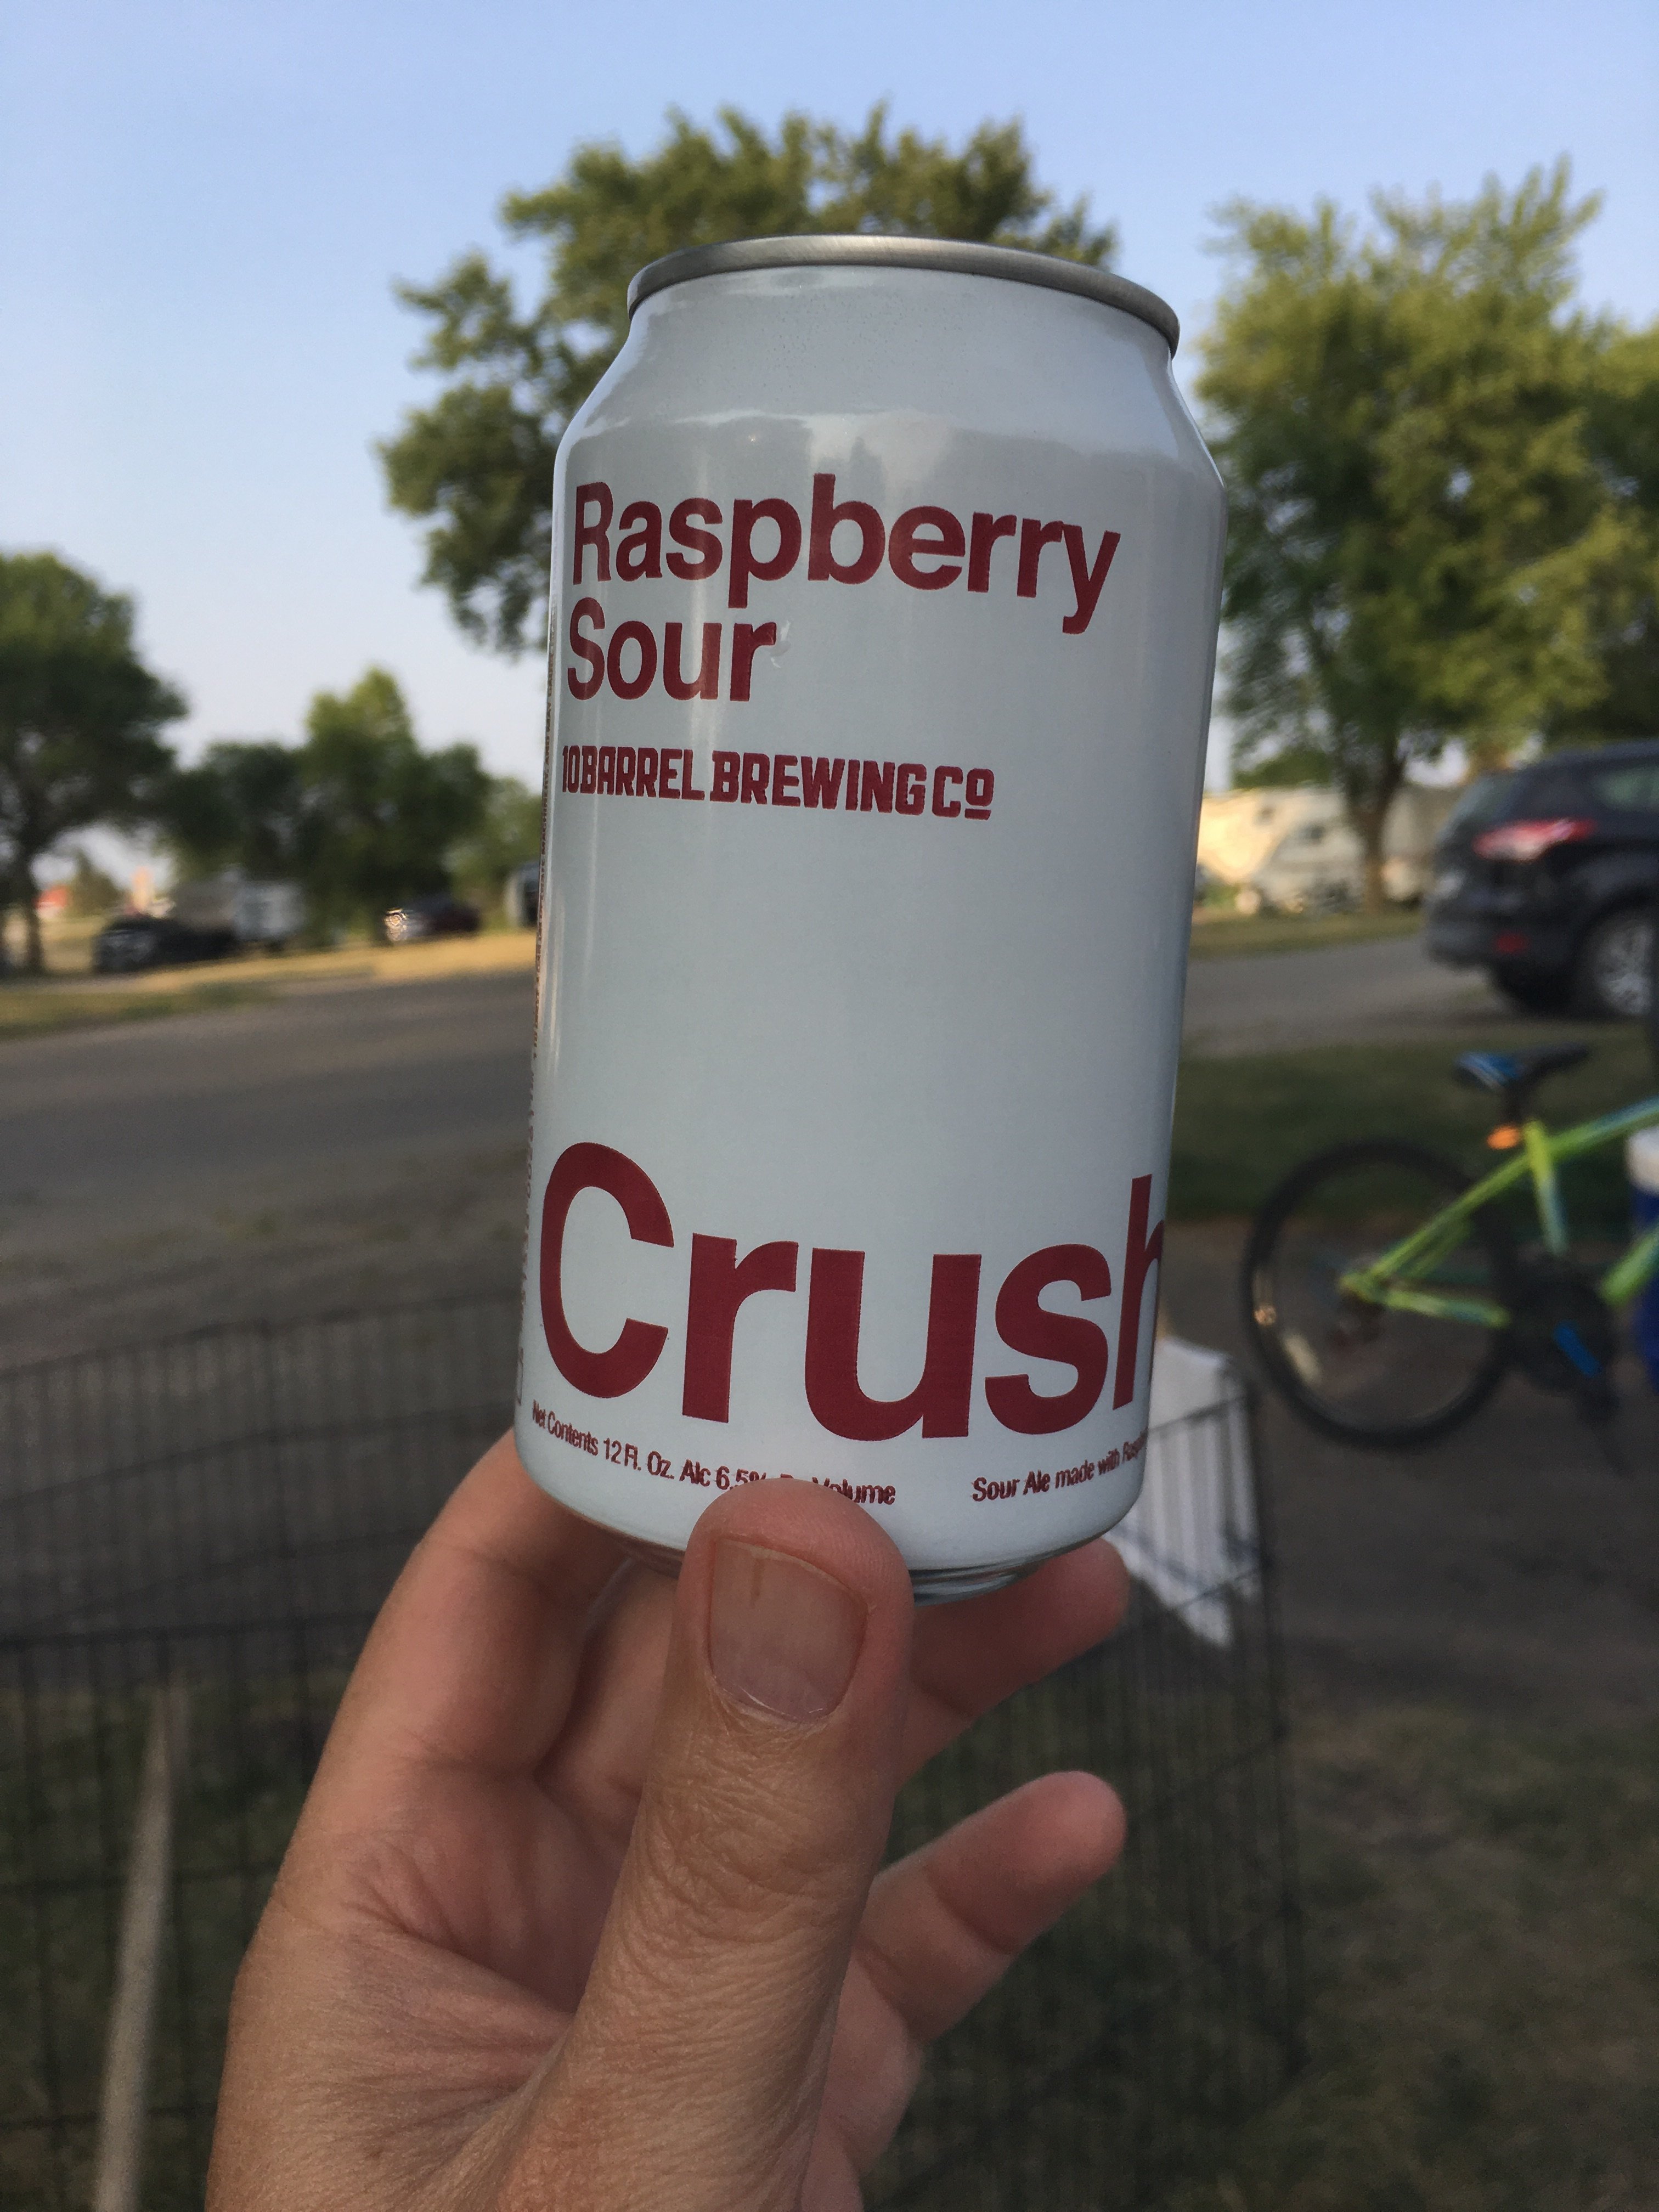 Raspberry
Sour
10 BARREL BREWING CO
Crush
Net Contents 12 Fl. Oz. Alc 6.5% Volume
Sour Ale made with